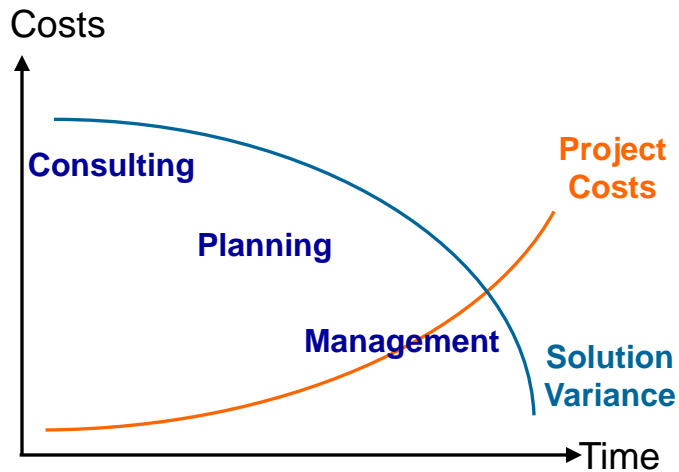 Costs
Consulting
Project
Costs
Planning
Management
Solution
Variance
Time